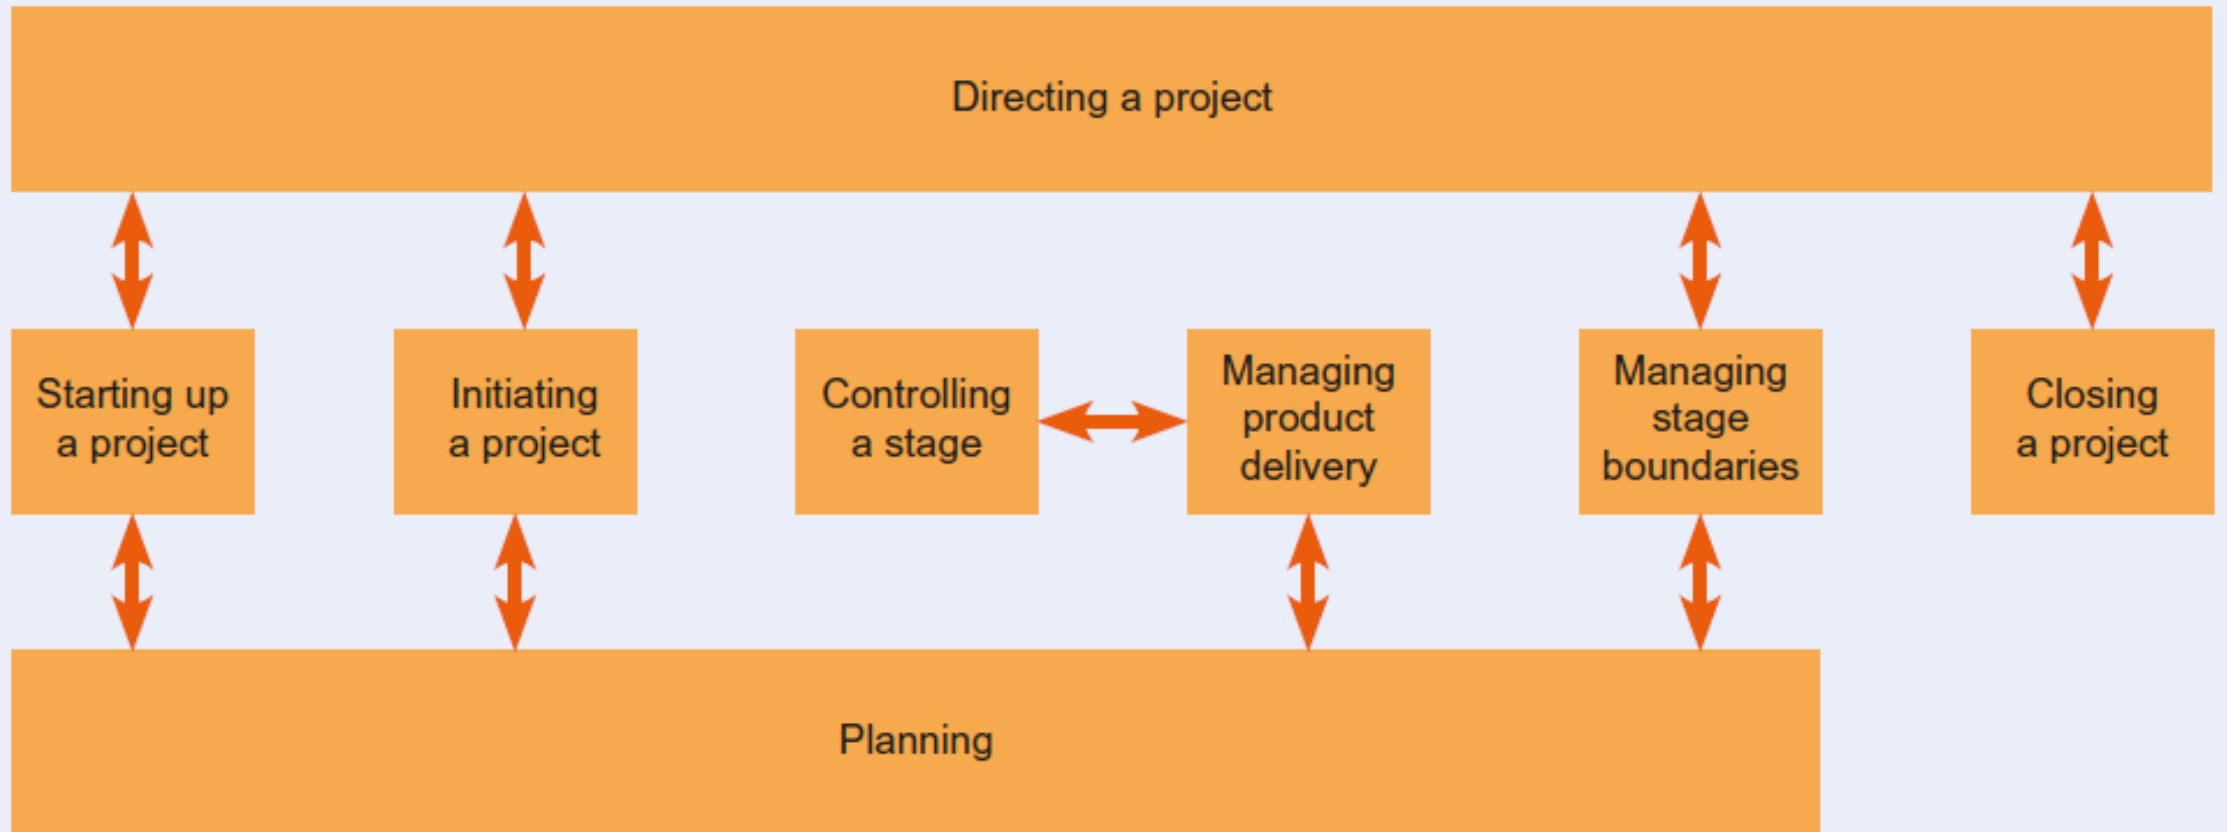 Directing a project
Starting up
a project
Initiating
a project
Controlling
a stage
Managing
product
delivery
Managing
stage
boundaries
Closing
a project
Planning